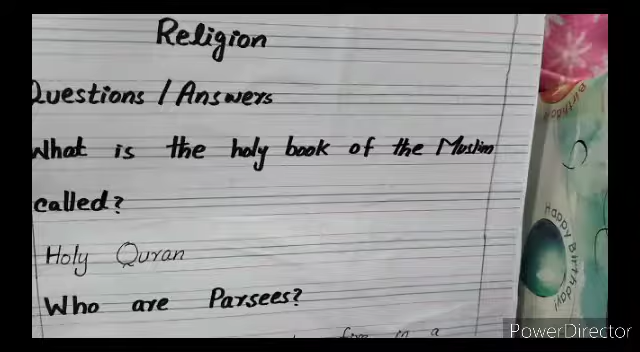 Religion
Questions / Answers
What is the holy book of the Muslim
called?
Holy Quran
Who are Parsees?
in a
Birthday
Happy Birthday!
PowerDirector